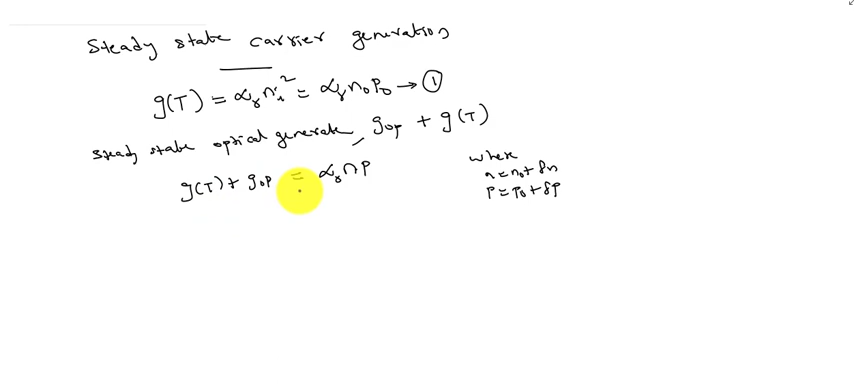 Steady state carrier generation
g(T) = αᵣ nᵢ² = αᵣ n₀ p₀ → ①
Steady state optical generate, gop + g(T)
g(T) + gop = αᵣ n p
where
n = n₀ + δn
p = p₀ + δp